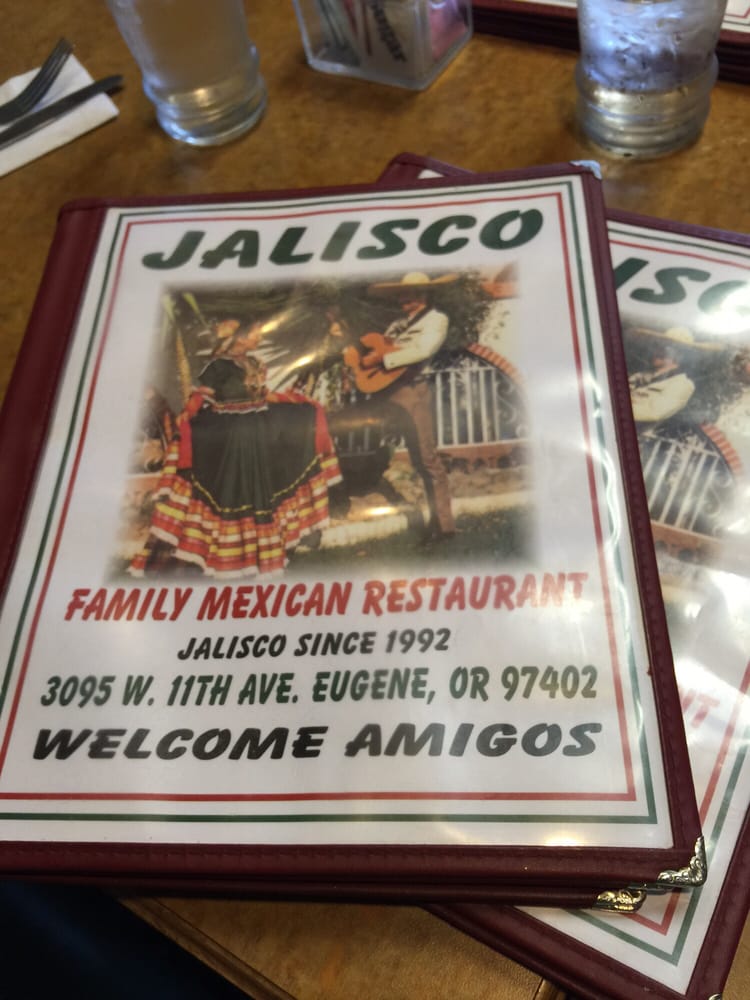 JALISCO
FAMILY MEXICAN RESTAURANT
JALISCO SINCE 1992
3095 W. 11TH AVE. EUGENE, OR 97402
WELCOME AMIGOS